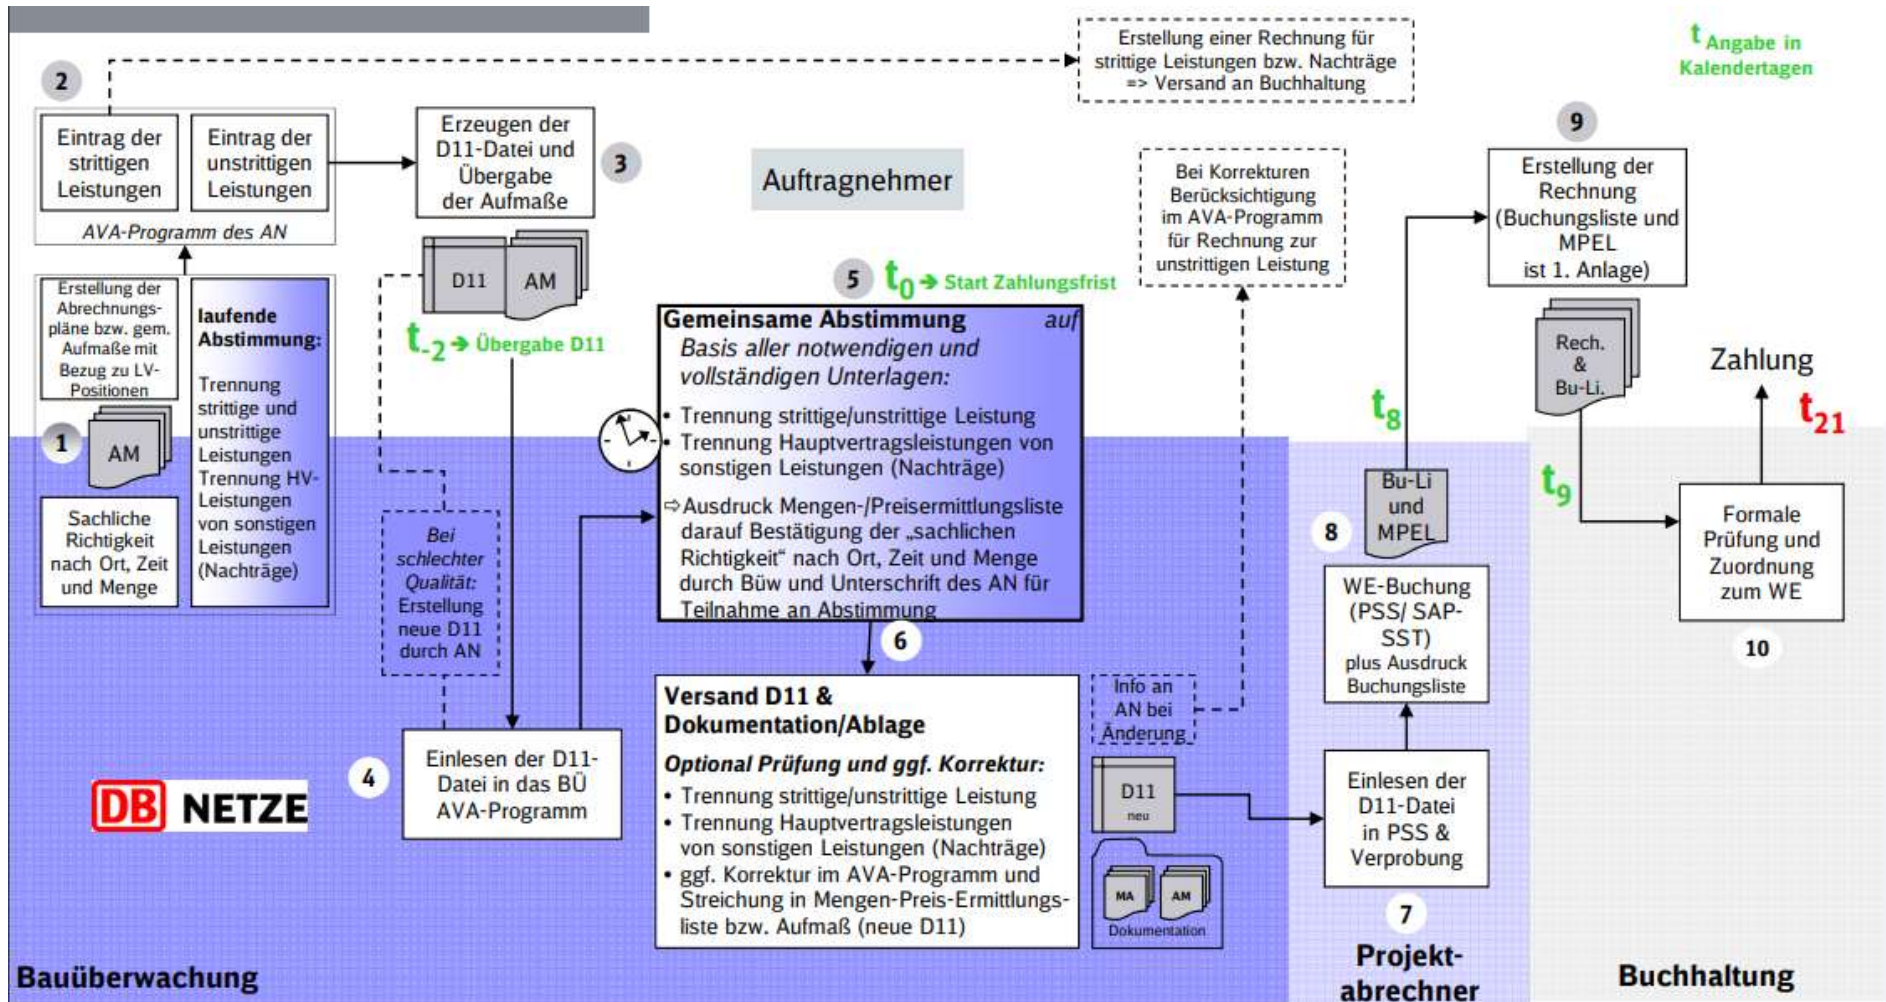 t Angabe in
Kalendertagen
Erstellung einer Rechnung für
strittige Leistungen bzw. Nachträge
=> Versand an Buchhaltung
2
Eintrag der
strittigen
Leistungen
Eintrag der
unstrittigen
Leistungen
AVA-Programm des AN
Erzeugen der
D11-Datei und
Übergabe
der Aufmaße
3
Auftragnehmer
Bei Korrekturen
Berücksichtigung
im AVA-Programm
für Rechnung zur
unstrittigen Leistung
9
Erstellung der
Rechnung
(Buchungsliste und
MPEL
ist 1. Anlage)
D11
AM
t-2 → Übergabe D11
Erstellung der
Abrechnungs-
pläne bzw. gem.
Aufmaße mit
Bezug zu LV-
Positionen
1
AM
Sachliche
Richtigkeit
nach Ort, Zeit
und Menge
laufende
Abstimmung:
Trennung
strittige und
unstrittige
Leistungen
Trennung HV-
Leistungen
von sonstigen
Leistungen
(Nachträge)
5
t0 → Start Zahlungsfrist
Gemeinsame Abstimmung auf
Basis aller notwendigen und
vollständigen Unterlagen:
• Trennung strittige/unstrittige Leistung
• Trennung Hauptvertragsleistungen von
sonstigen Leistungen (Nachträge)
⇨ Ausdruck Mengen-/Preisermittlungsliste
darauf Bestätigung der „sachlichen
Richtigkeit“ nach Ort, Zeit und Menge
durch Büw und Unterschrift des AN für
Teilnahme an Abstimmung
6
Bei
schlechter
Qualität:
Erstellung
neue D11
durch AN
4
Einlesen der D11-
Datei in das BÜ
AVA-Programm
DB NETZE
Versand D11 &
Dokumentation/Ablage
Optional Prüfung und ggf. Korrektur:
• Trennung strittige/unstrittige Leistung
• Trennung Hauptvertragsleistungen
von sonstigen Leistungen (Nachträge)
• ggf. Korrektur im AVA-Programm und
Streichung in Mengen-Preis-Ermittlungs-
liste bzw. Aufmaß (neue D11)
Info an
AN bei
Änderung
D11
neu
MA
AM
Dokumentation
t8
Bu-Li
und
MPEL
8
WE-Buchung
(PSS/ SAP-
SST)
plus Ausdruck
Buchungsliste
Einlesen der
D11-Datei
in PSS &
Verprobung
7
Rech.
&
Bu-Li.
t9
Zahlung
t21
Formale
Prüfung und
Zuordnung
zum WE
10
Bauüberwachung
Projekt-
abrechner
Buchhaltung